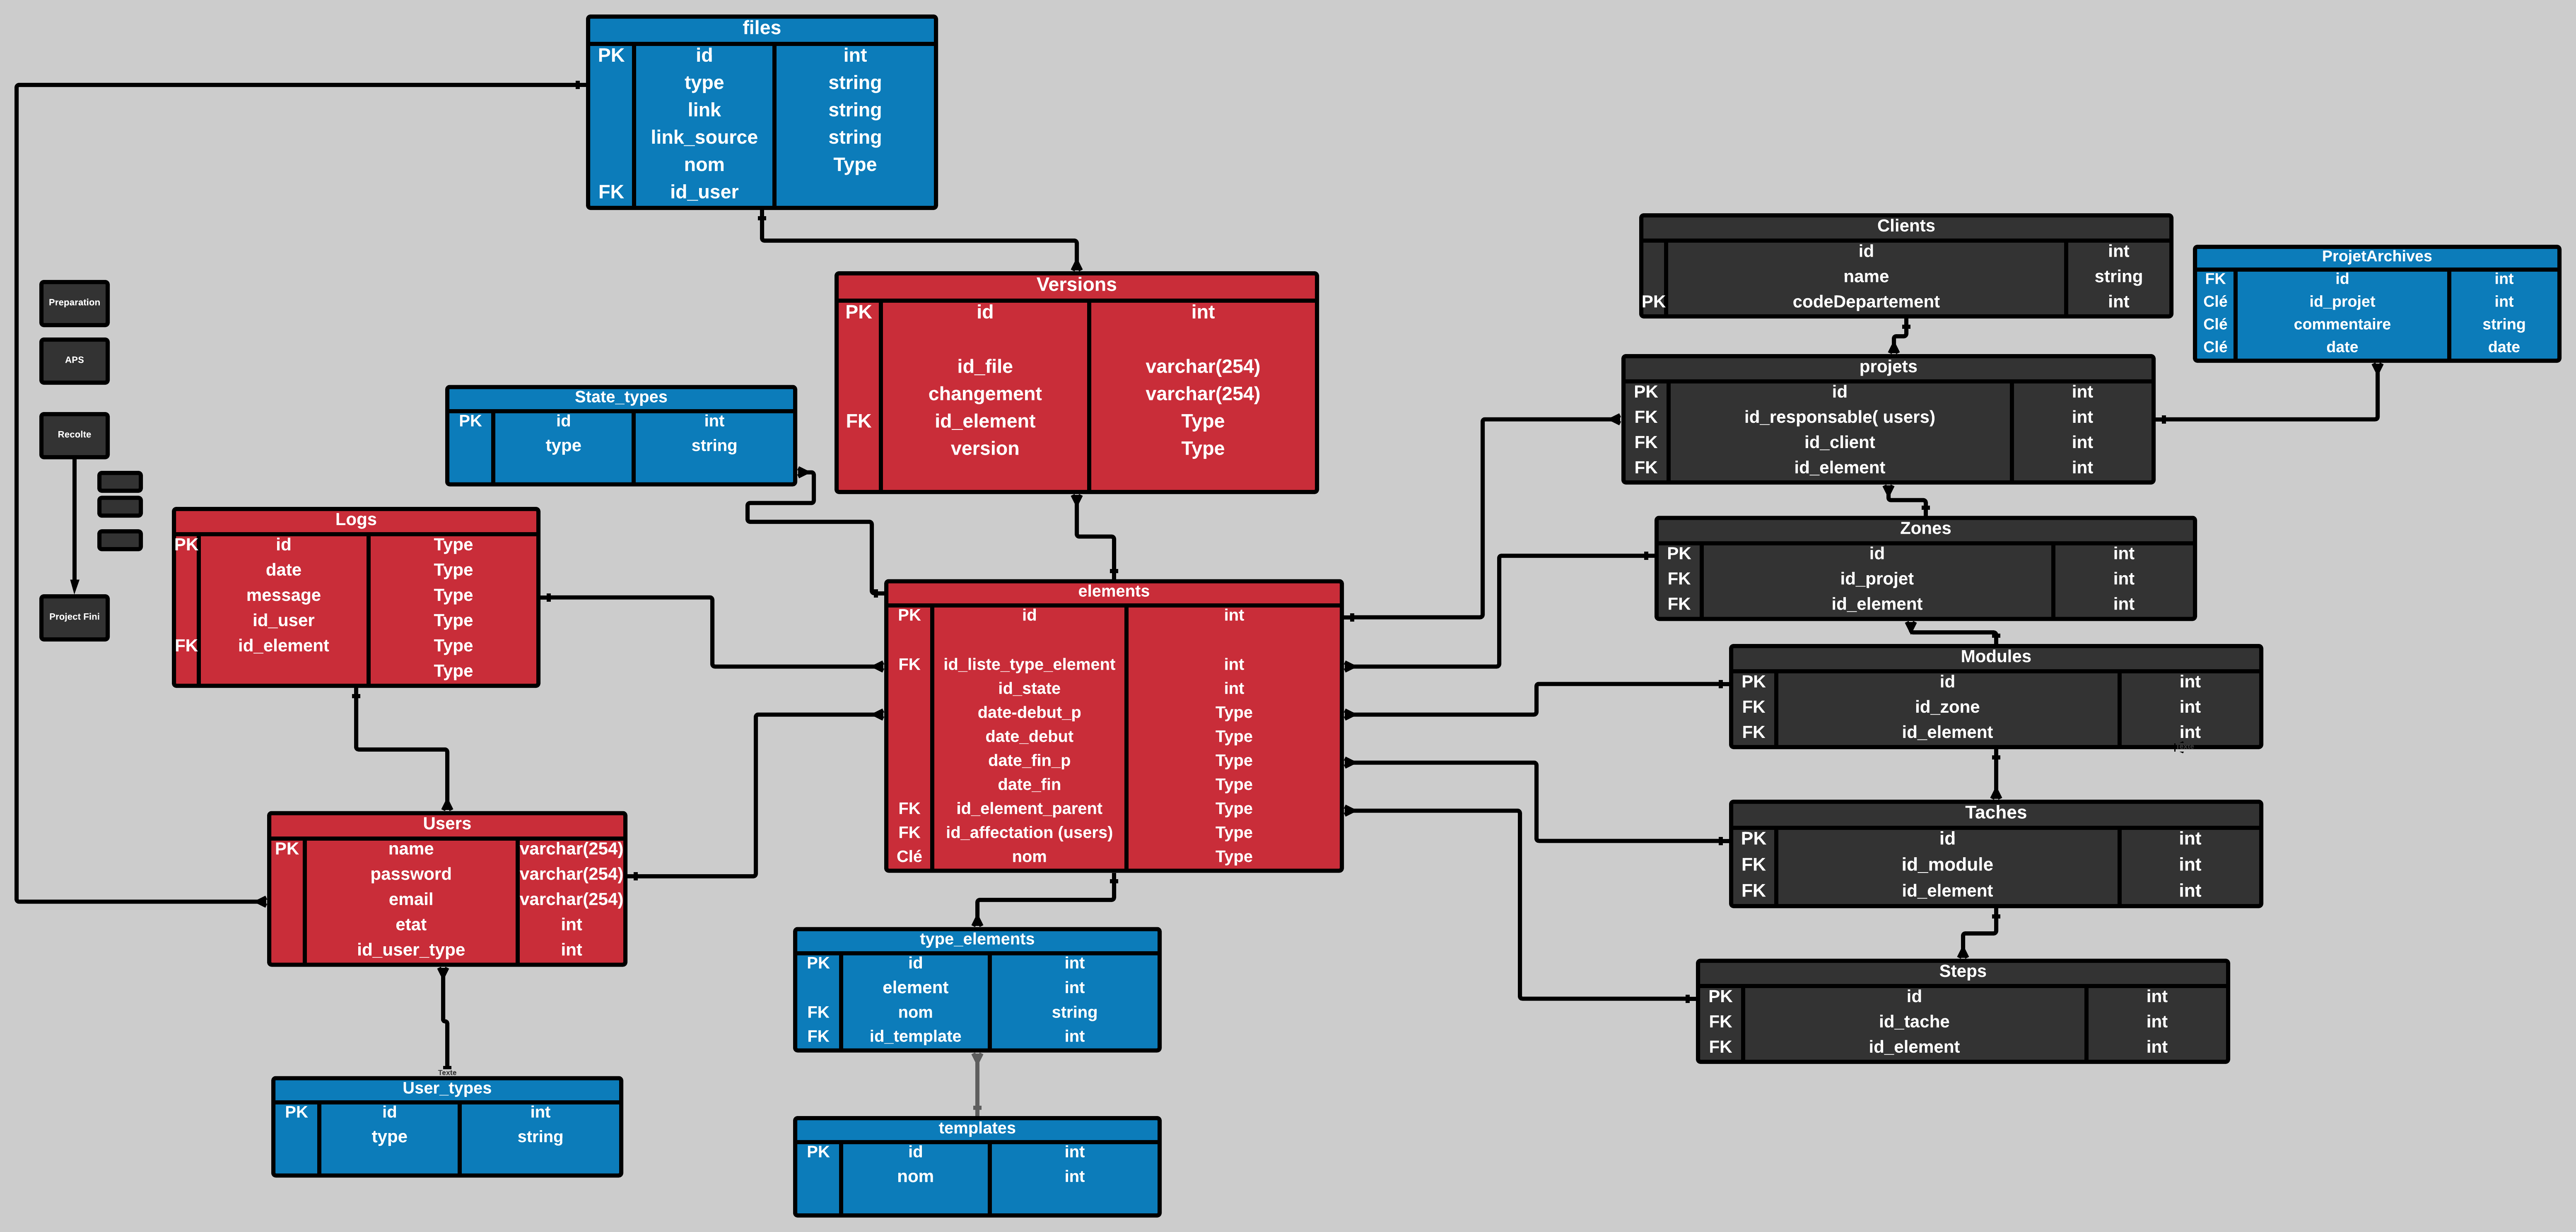 files
PK id int
type string
link string
link_source string
nom Type
FK id_user
Clients
id int
name string
PK codeDepartement int
ProjetArchives
FK id int
Clé id_projet int
Clé commentaire string
Clé date date
Preparation
APS
Recolte
Project Fini
Versions
PK id int
id_file varchar(254)
changement varchar(254)
FK id_element Type
version Type
projets
PK id int
FK id_responsable( users) int
FK id_client int
FK id_element int
State_types
PK id int
type string
Logs
PK id Type
date Type
message Type
id_user Type
FK id_element Type
Type
Zones
PK id int
FK id_projet int
FK id_element int
elements
PK id int
FK id_liste_type_element int
id_state int
date-debut_p Type
date_debut Type
date_fin_p Type
date_fin Type
FK id_element_parent Type
FK id_affectation (users) Type
Clé nom Type
Modules
PK id int
FK id_zone int
FK id_element int
Users
PK name varchar(254)
password varchar(254)
email varchar(254)
etat int
id_user_type int
Taches
PK id int
FK id_module int
FK id_element int
type_elements
PK id int
element int
FK nom string
FK id_template int
Steps
PK id int
FK id_tache int
FK id_element int
Texte
User_types
PK id int
type string
templates
PK id int
nom int